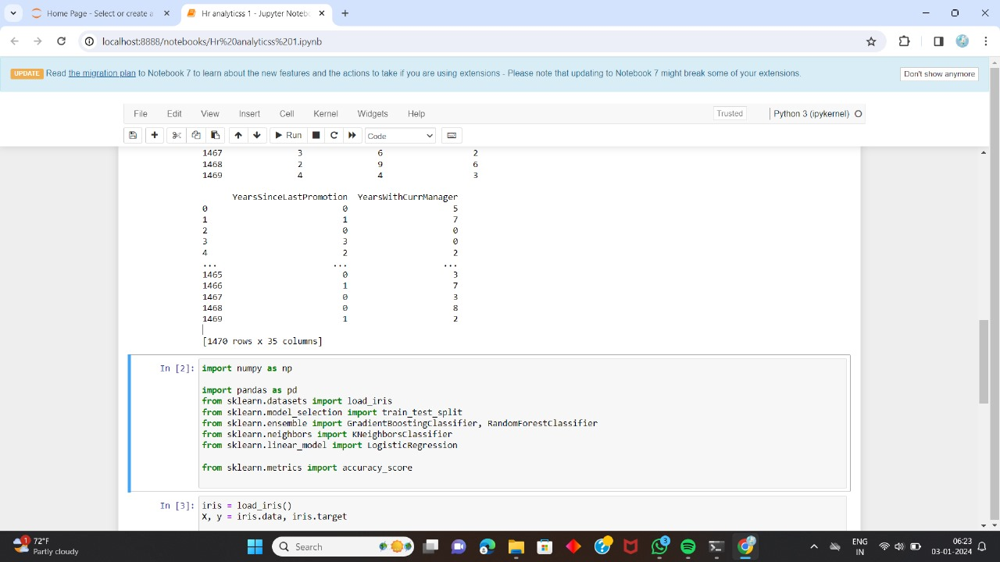 Home Page - Select or create a
Hr analyticss 1 - Jupyter Notebo
localhost:8888/notebooks/Hr%20analyticss%201.ipynb
UPDATE Read the migration plan to Notebook 7 to learn about the new features and the actions to take if you are using extensions - Please note that updating to Notebook 7 might break some of your extensions.
Don't show anymore
File Edit View Insert Cell Kernel Widgets Help Trusted Python 3 (ipykernel)
Run Code
1467 3 6 2
1468 2 9 6
1469 4 4 3
YearsSinceLastPromotion YearsWithCurrManager
0 0 5
1 1 7
2 0 0
3 3 0
4 2 2
... ... ...
1465 0 3
1466 1 7
1467 0 3
1468 0 8
1469 1 2
[1470 rows x 35 columns]
In [2]: import numpy as np
import pandas as pd
from sklearn.datasets import load_iris
from sklearn.model_selection import train_test_split
from sklearn.ensemble import GradientBoostingClassifier, RandomForestClassifier
from sklearn.neighbors import KNeighborsClassifier
from sklearn.linear_model import LogisticRegression
from sklearn.metrics import accuracy_score
In [3]: iris = load_iris()
X, y = iris.data, iris.target
1
72°F
Partly cloudy
Search
3
ENG
IN
06:23
03-01-2024